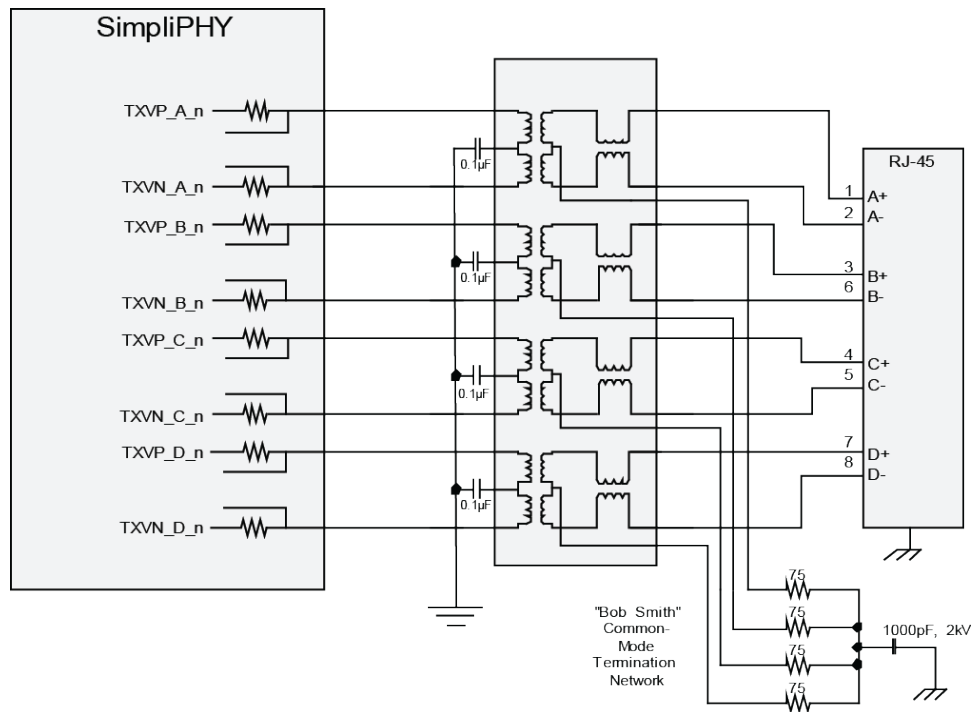 SimpliPHY
TXVP_A_n
0.1µF
TXVN_A_n
TXVP_B_n
0.1µF
TXVN_B_n
TXVP_C_n
0.1µF
TXVN_C_n
TXVP_D_n
0.1µF
TXVN_D_n
RJ-45
1
A+
2
A-
3
B+
6
B-
4
C+
5
C-
7
D+
8
D-
"Bob Smith"
Common-
Mode
Termination
Network
75
75
75
75
1000pF, 2kV